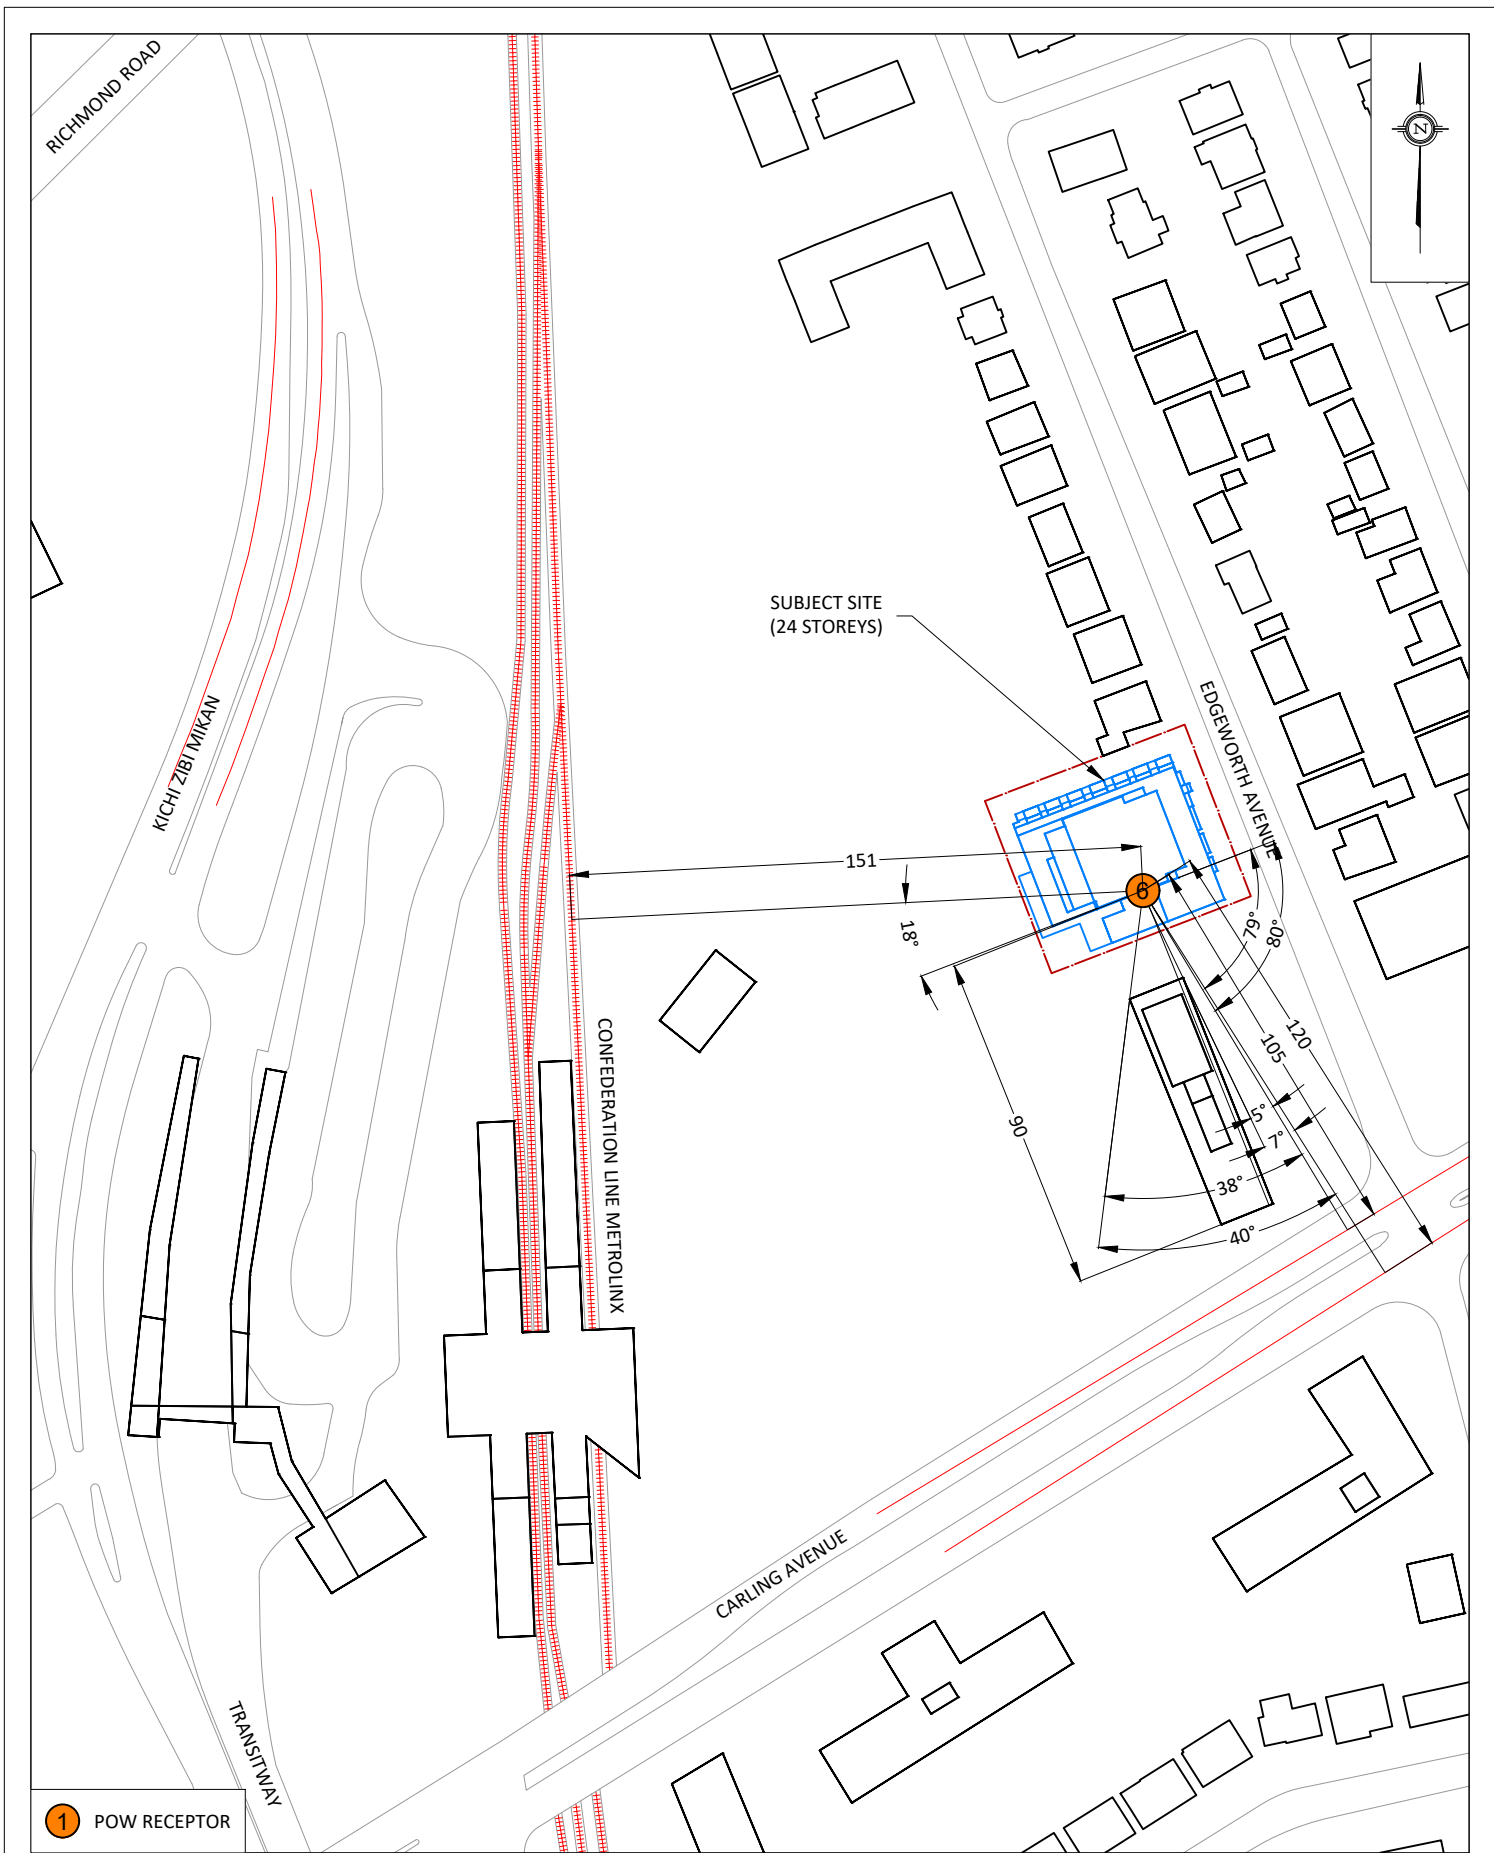 RICHMOND ROAD
N
SUBJECT SITE
(24 STOREYS)
EDGEWORTH AVENUE
KICHI ZIBI MIKAN
151
6
18°
79°
80°
120
105
90
5°
7°
38°
40°
CONFEDERATION LINE METROLINX
CARLING AVENUE
TRANSITWAY
1 POW RECEPTOR